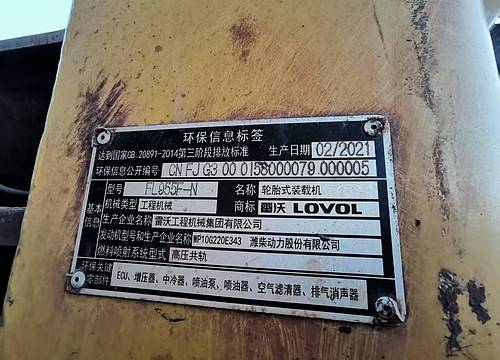 环保信息标签
达到国家GB 20891-2014第三阶段排放标准 生产日期 02/2021
环保信息公开编号 CN FJ G3 00 0I58000079 000005
型号 FL955F-N 名称 轮胎式装载机
机械类型 工程机械 商标 雷沃 LOVOL
基本信息
生产企业名称 雷沃工程机械集团有限公司
发动机型号和生产企业名称 WP10G220E343 潍柴动力股份有限公司
燃料喷射系统型式 高压共轨
环保关键零部件 ECU、增压器、中冷器、喷油泵、喷油器、空气滤清器、排气消声器